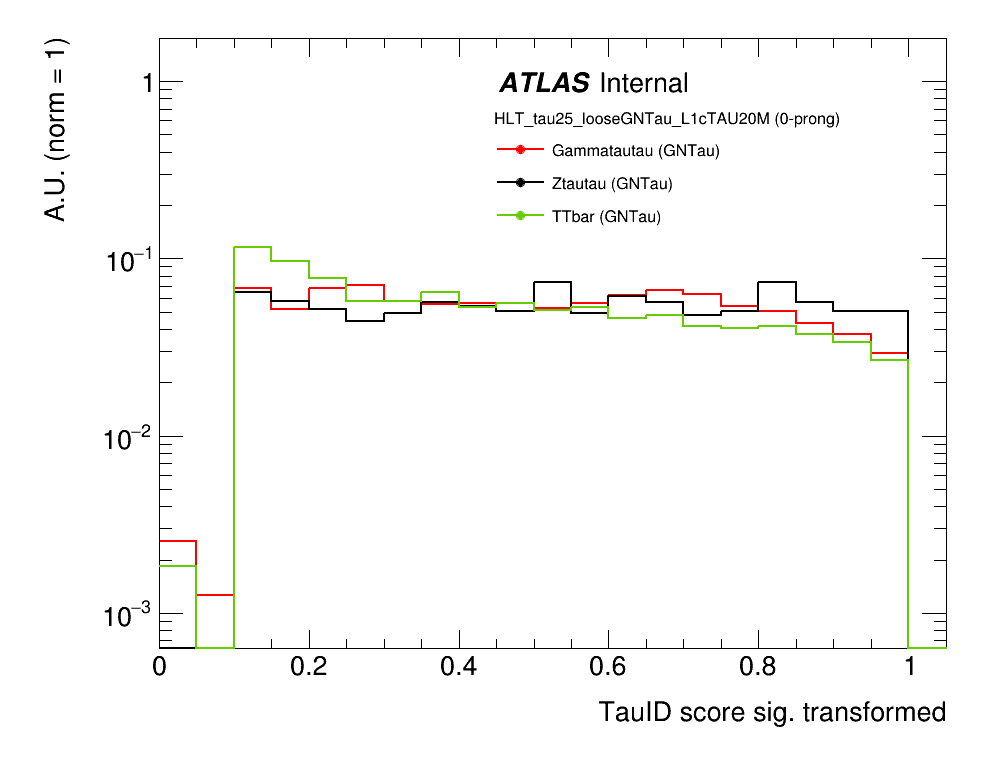 A.U. (norm = 1)
ATLAS Internal
HLT_tau25_looseGNTau_L1cTAU20M (0-prong)
Gammatautau (GNTau)
Ztautau (GNTau)
TTbar (GNTau)
1
10⁻¹
10⁻²
10⁻³
0 0.2 0.4 0.6 0.8 1
TauID score sig. transformed